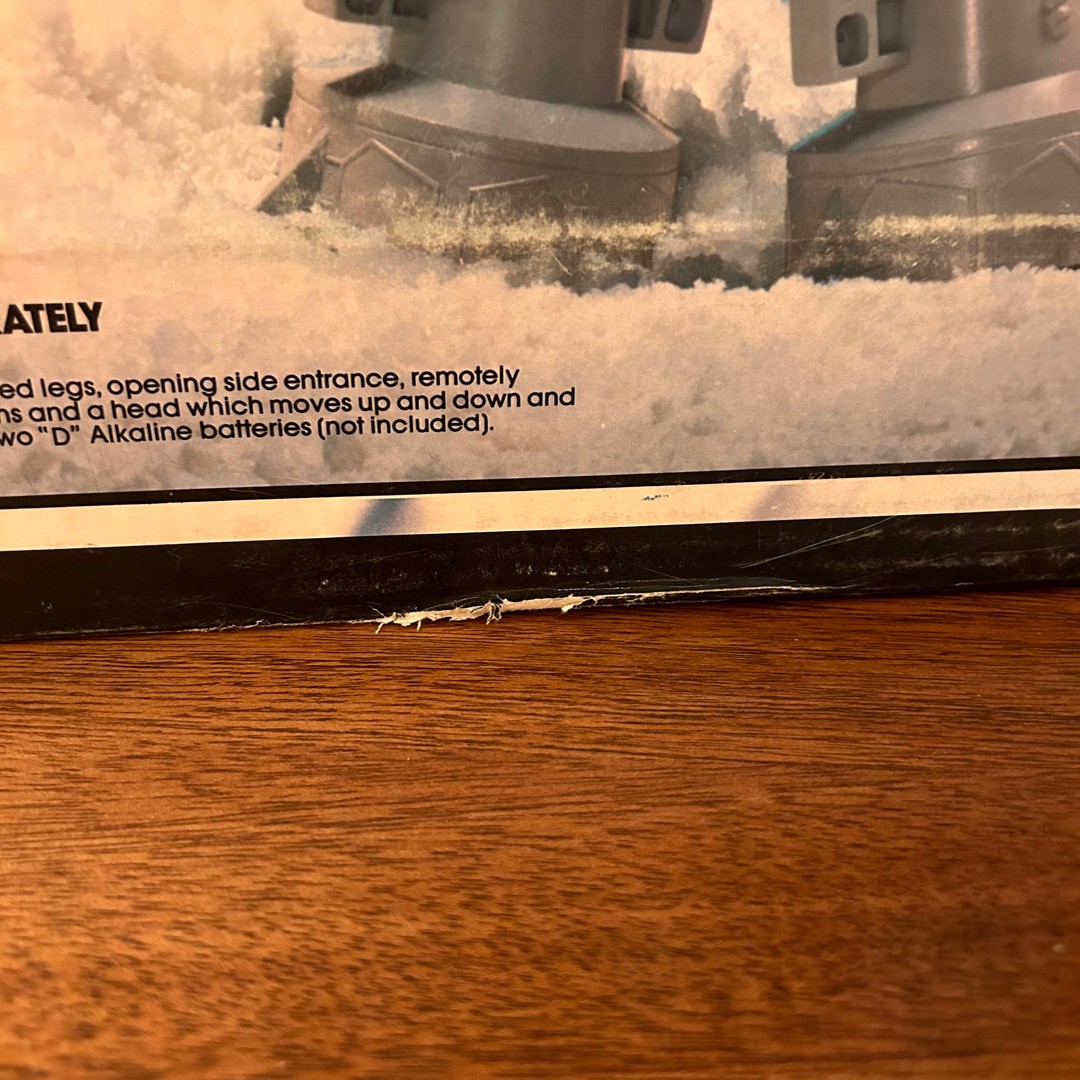 ATELY
ed legs, opening side entrance, remotely
ns and a head which moves up and down and
wo "D" Alkaline batteries (not included).